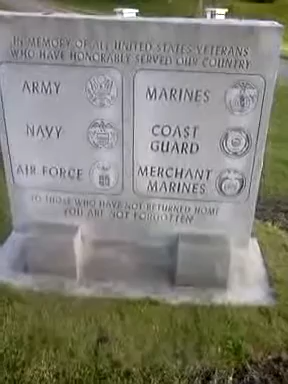 IN MEMORY OF ALL UNITED STATES VETERANS
WHO HAVE HONORABLY SERVED OUR COUNTRY
ARMY
NAVY
AIR FORCE
MARINES
COAST
GUARD
MERCHANT
MARINES
TO THOSE WHO HAVE NOT RETURNED HOME
YOU ARE NOT FORGOTTEN